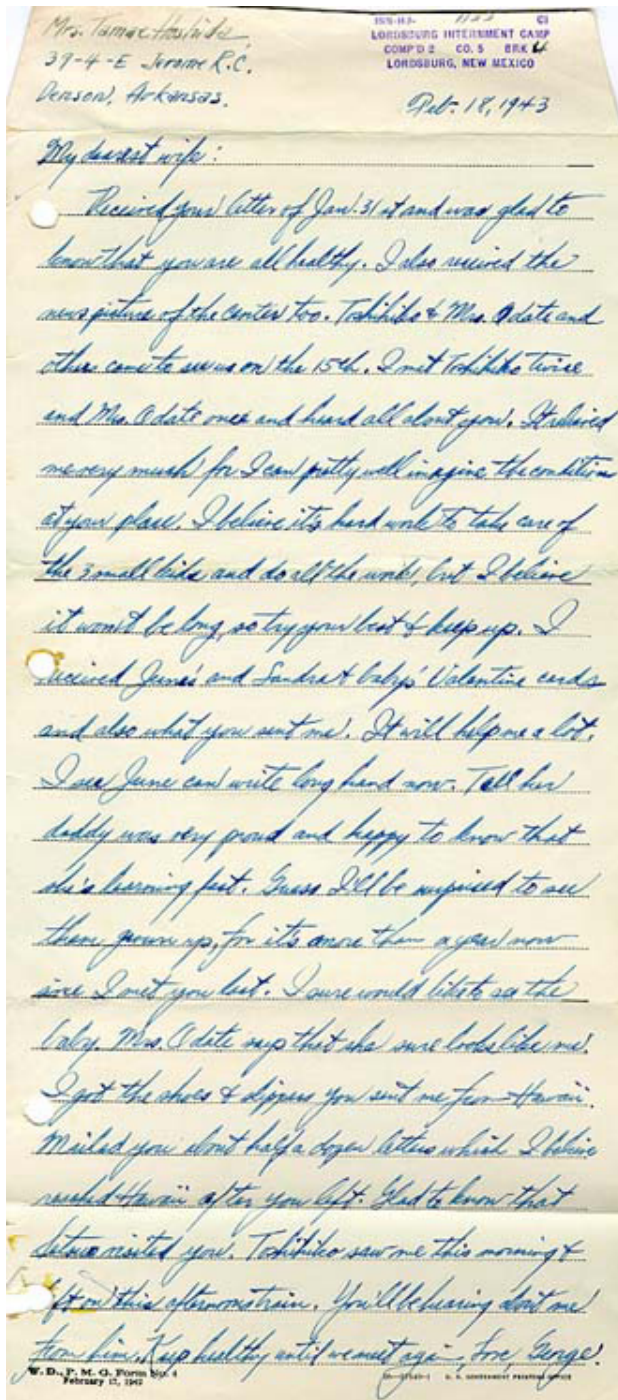 Mrs. Tamae Hoshida
39-4-E Jerome R.C.
Denson, Arkansas.
LORDSBURG INTERNMENT CAMP
COMP'D 2 CO. 5 BRK 4
LORDSBURG, NEW MEXICO
Feb. 18, 1943
My dearest wife:
Received your letter of Jan. 31st and was glad to
know that you are all healthy. I also received the
news picture of the center too. Toshihiko & Mrs. Odate and
others came to see us on the 15th. I met Toshihiko twice
and Mrs. Odate once and heard all about you. It relieved
me very much for I can pretty well imagine the condition
at your place. I believe it's hard work to take care of
the 3 small kids and do all the work, but I believe
it won't be long, so try your best & keep up. I
received June's and Sandra & baby's Valentine cards
and also what you sent me. It will help me a lot.
I see June can write long hand now. Tell her
daddy was very proud and happy to know that
she's learning fast. Guess I'll be surprised to see
them grown up, for it's more than a year now
since I met you last. I sure would like to see the
baby. Mrs. Odate says that she sure looks like me.
I got the shoes & slippers you sent me from Hawaii.
Mailed you about half a dozen letters which I believe
reached Hawaii after you left. Glad to know that
visited you. Toshihiko saw me this morning &
left on this afternoon train. You'll be hearing about me
from him. Keep healthy until we meet again, Love, George.
W. D., P. M. G. Form No. 4
February 17, 1942
U. S. GOVERNMENT PRINTING OFFICE